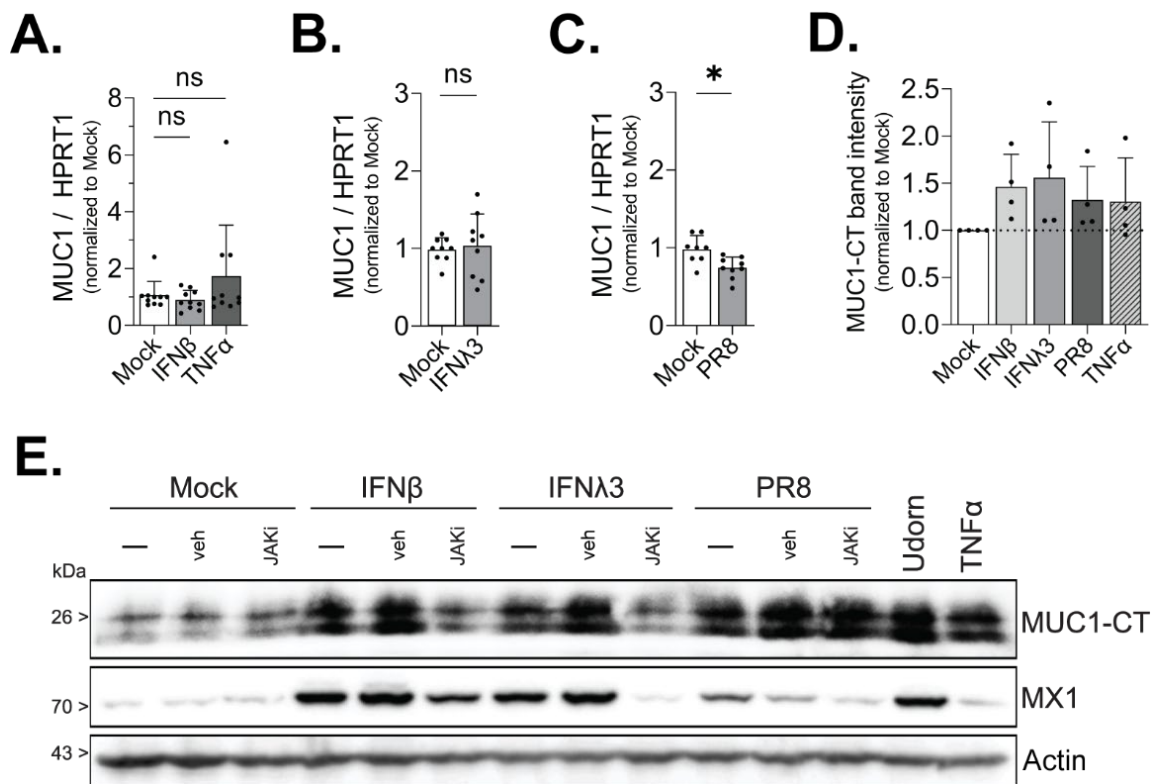 A.
B.
C.
D.
MUC1 / HPRT1
(normalized to Mock)
8
6
4
2
0
ns
ns
Mock
IFNβ
TNFα
MUC1 / HPRT1
(normalized to Mock)
3
2
1
0
ns
Mock
IFNλ3
MUC1 / HPRT1
(normalized to Mock)
3
2
1
0
*
Mock
PR8
MUC1-CT band intensity
(normalized to Mock)
2.5
2.0
1.5
1.0
0.5
0.0
Mock
IFNβ
IFNλ3
PR8
TNFα
E.
Mock IFNβ IFNλ3 PR8 Udorn TNFα
— veh JAKi — veh JAKi — veh JAKi — veh JAKi
kDa
26 > MUC1-CT
70 > MX1
43 > Actin